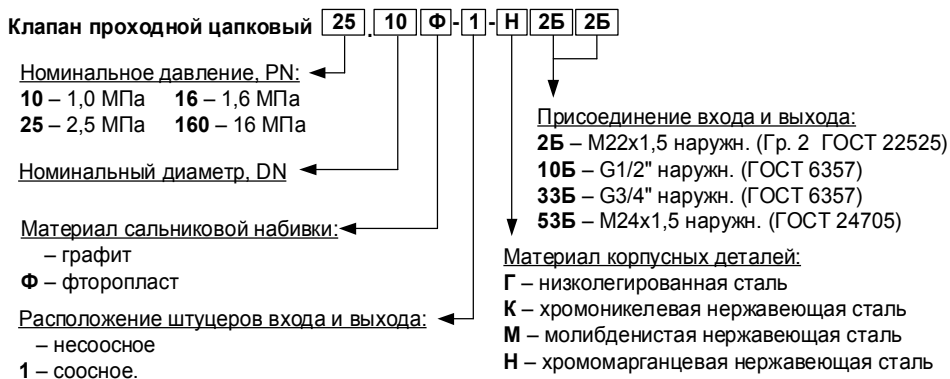 Клапан проходной цапковый 25 . 10 Ф - 1 - Н 2Б 2Б
Номинальное давление, PN:
10 – 1,0 МПа 16 – 1,6 МПа
25 – 2,5 МПа 160 – 16 МПа
Номинальный диаметр, DN
Материал сальниковой набивки:
– графит
Ф – фторопласт
Расположение штуцеров входа и выхода:
– несоосное
1 – соосное.
Присоединение входа и выхода:
2Б – М22х1,5 наружн. (Гр. 2 ГОСТ 22525)
10Б – G1/2" наружн. (ГОСТ 6357)
33Б – G3/4" наружн. (ГОСТ 6357)
53Б – М24х1,5 наружн. (ГОСТ 24705)
Материал корпусных деталей:
Г – низколегированная сталь
К – хромоникелевая нержавеющая сталь
М – молибденистая нержавеющая сталь
Н – хромомарганцевая нержавеющая сталь